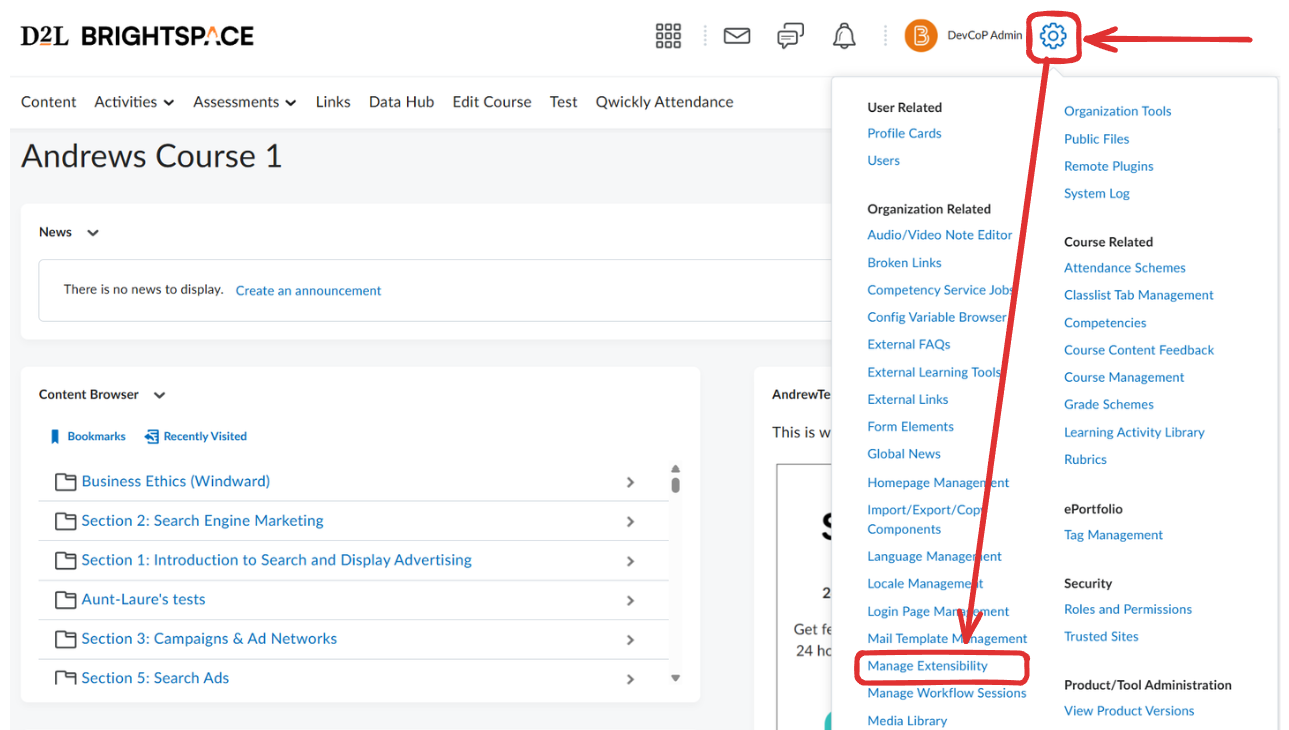 D2L BRIGHTSPACE
DevCoP Admin
Content Activities Assessments Links Data Hub Edit Course Test Qwickly Attendance
Andrews Course 1
News
There is no news to display. Create an announcement
Content Browser
Bookmarks Recently Visited
Business Ethics (Windward)
Section 2: Search Engine Marketing
Section 1: Introduction to Search and Display Advertising
Aunt-Laure's tests
Section 3: Campaigns & Ad Networks
Section 5: Search Ads
AndrewTe
This is w
S
2
Get fe
24 ho
User Related
Profile Cards
Users
Organization Related
Audio/Video Note Editor
Broken Links
Competency Service Jobs
Config Variable Browser
External FAQs
External Learning Tools
External Links
Form Elements
Global News
Homepage Management
Import/Export/Copy
Components
Language Management
Locale Management
Login Page Management
Mail Template Management
Manage Extensibility
Manage Workflow Sessions
Media Library
Organization Tools
Public Files
Remote Plugins
System Log
Course Related
Attendance Schemes
Classlist Tab Management
Competencies
Course Content Feedback
Course Management
Grade Schemes
Learning Activity Library
Rubrics
ePortfolio
Tag Management
Security
Roles and Permissions
Trusted Sites
Product/Tool Administration
View Product Versions